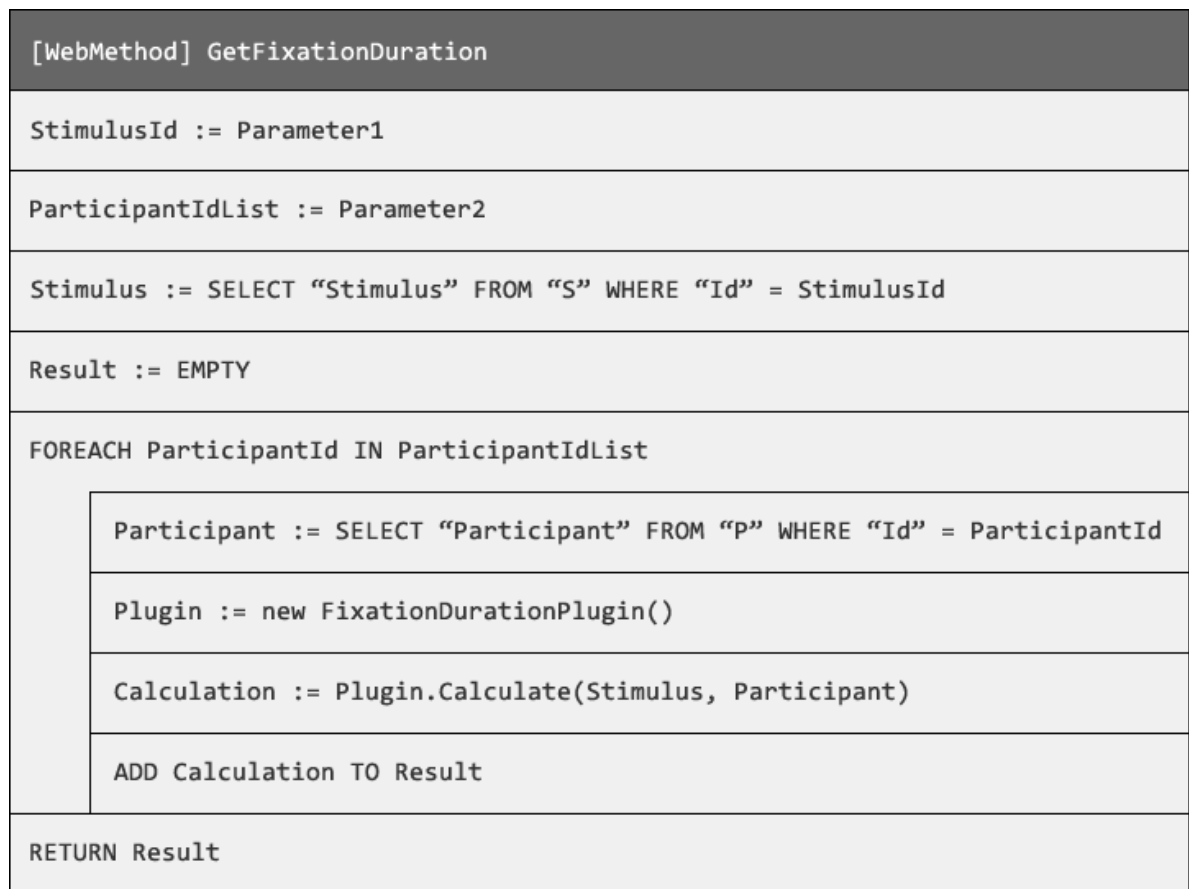 [WebMethod] GetFixationDuration
StimulusId := Parameter1
ParticipantIdList := Parameter2
Stimulus := SELECT “Stimulus” FROM “S” WHERE “Id” = StimulusId
Result := EMPTY
FOREACH ParticipantId IN ParticipantIdList
Participant := SELECT “Participant” FROM “P” WHERE “Id” = ParticipantId
Plugin := new FixationDurationPlugin()
Calculation := Plugin.Calculate(Stimulus, Participant)
ADD Calculation TO Result
RETURN Result